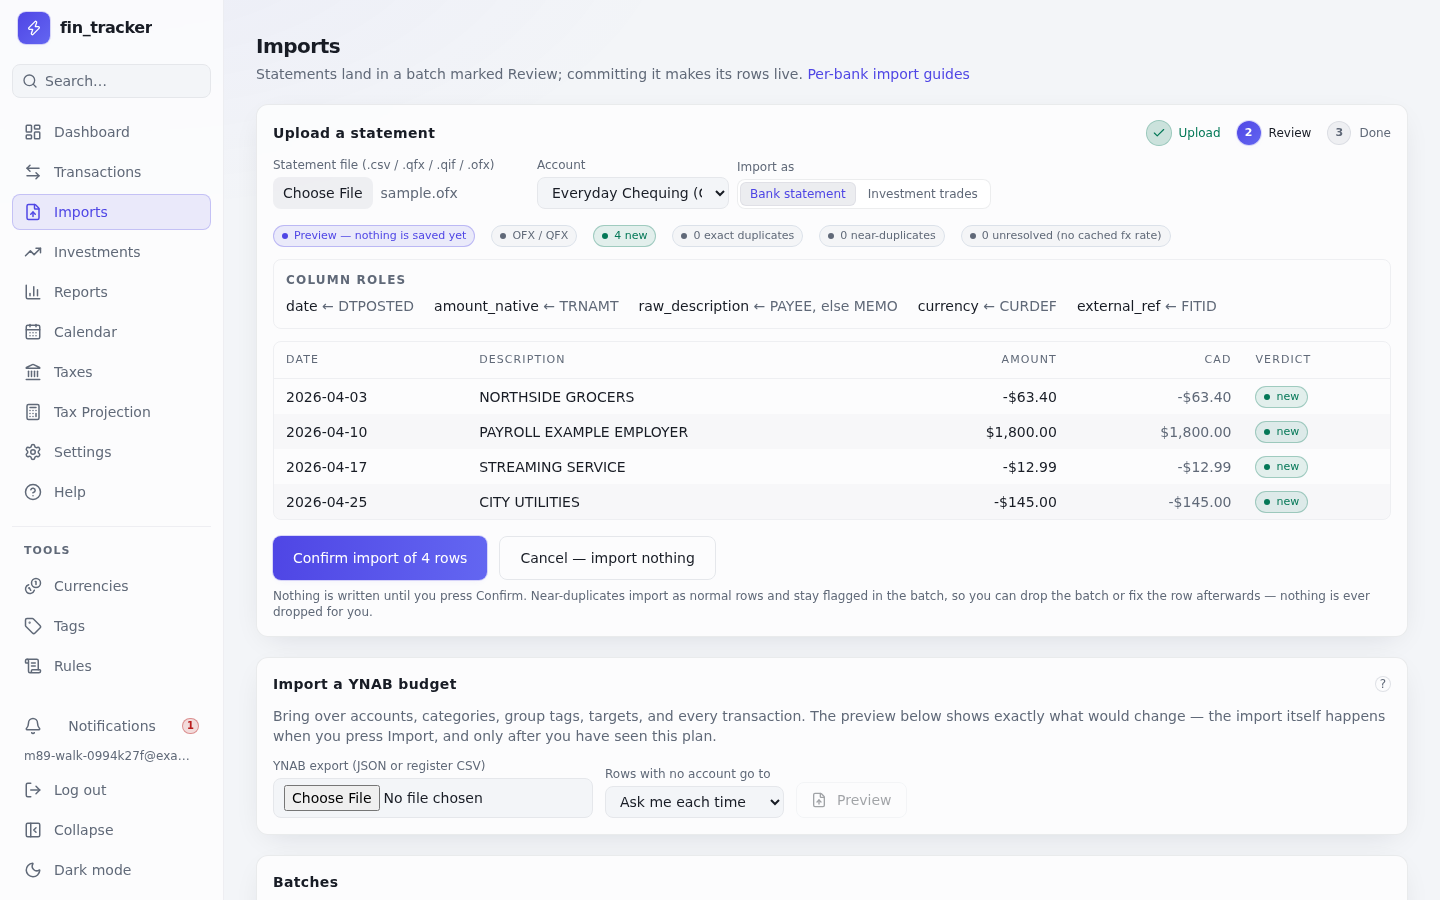 fin_tracker
Search...
Dashboard
Transactions
Imports
Investments
Reports
Calendar
Taxes
Tax Projection
Settings
Help
TOOLS
Currencies
Tags
Rules
Notifications 1
m89-walk-0994k27f@exa...
Log out
Collapse
Dark mode
Imports
Statements land in a batch marked Review; committing it makes its rows live. Per-bank import guides
Upload a statement
Upload 2 Review 3 Done
Statement file (.csv / .qfx / .qif / .ofx) Account Import as
Choose File sample.ofx Everyday Chequing (C Bank statement Investment trades
Preview — nothing is saved yet OFX / QFX 4 new 0 exact duplicates 0 near-duplicates 0 unresolved (no cached fx rate)
COLUMN ROLES
date ← DTPOSTED amount_native ← TRNAMT raw_description ← PAYEE, else MEMO currency ← CURDEF external_ref ← FITID
DATE DESCRIPTION AMOUNT CAD VERDICT
2026-04-03 NORTHSIDE GROCERS -$63.40 -$63.40 new
2026-04-10 PAYROLL EXAMPLE EMPLOYER $1,800.00 $1,800.00 new
2026-04-17 STREAMING SERVICE -$12.99 -$12.99 new
2026-04-25 CITY UTILITIES -$145.00 -$145.00 new
Confirm import of 4 rows Cancel — import nothing
Nothing is written until you press Confirm. Near-duplicates import as normal rows and stay flagged in the batch, so you can drop the batch or fix the row afterwards — nothing is ever
dropped for you.
Import a YNAB budget ?
Bring over accounts, categories, group tags, targets, and every transaction. The preview below shows exactly what would change — the import itself happens
when you press Import, and only after you have seen this plan.
YNAB export (JSON or register CSV) Rows with no account go to
Choose File No file chosen Ask me each time Preview
Batches